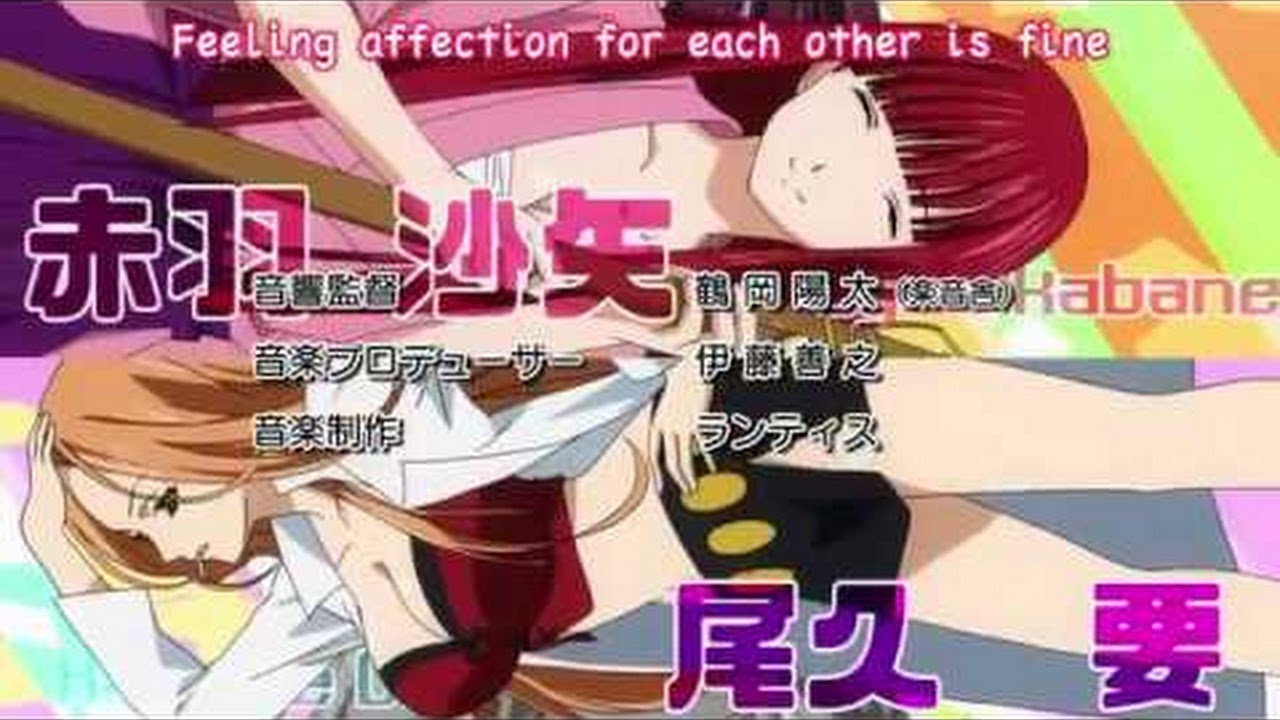 Feeling affection for each other is fine
赤羽 沙矢
kabane
音響監督 鶴岡陽太(楽音舎)
音楽プロデューサー 伊藤善之
音楽制作 ランティス
尾久 要